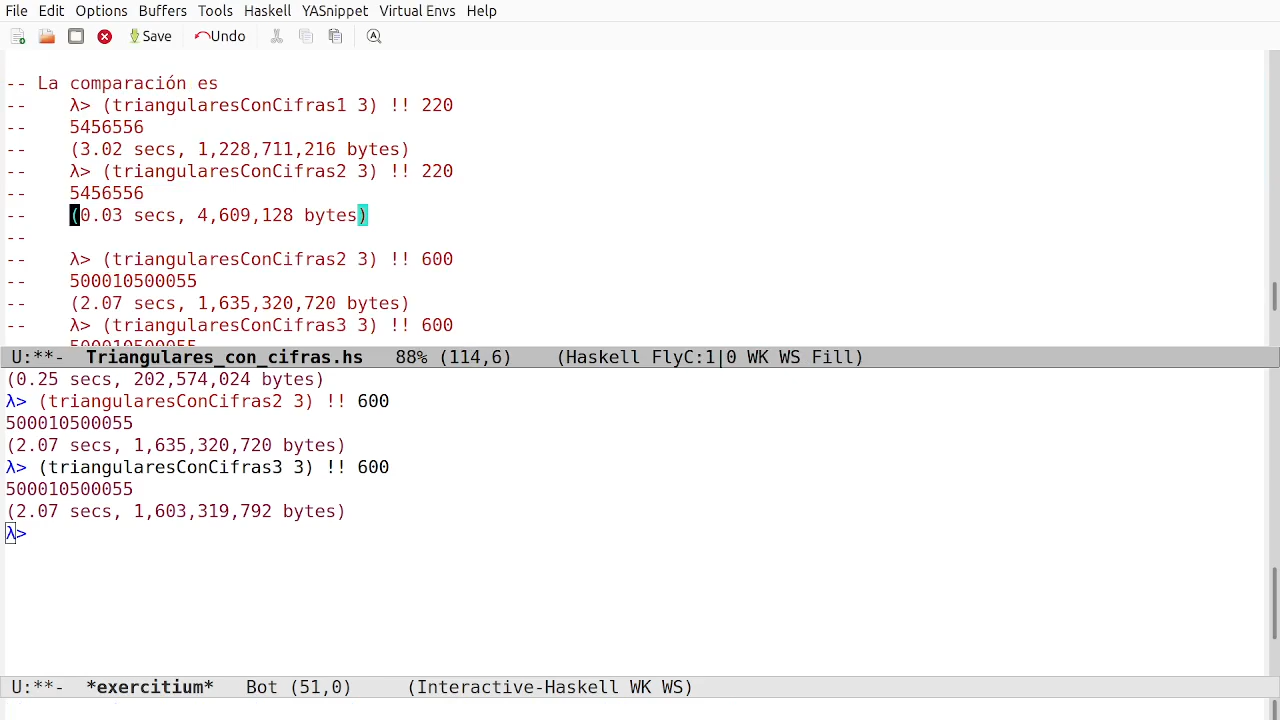 File Edit Options Buffers Tools Haskell YASnippet Virtual Envs Help
Save Undo
-- La comparación es
--    λ> (triangularesConCifras1 3) !! 220
--    5456556
--    (3.02 secs, 1,228,711,216 bytes)
--    λ> (triangularesConCifras2 3) !! 220
--    5456556
--    (0.03 secs, 4,609,128 bytes)
--
--    λ> (triangularesConCifras2 3) !! 600
--    500010500055
--    (2.07 secs, 1,635,320,720 bytes)
--    λ> (triangularesConCifras3 3) !! 600
--    500010500055
U:**-  Triangulares_con_cifras.hs   88% (114,6)    (Haskell FlyC:1|0 WK WS Fill)
(0.25 secs, 202,574,024 bytes)
λ> (triangularesConCifras2 3) !! 600
500010500055
(2.07 secs, 1,635,320,720 bytes)
λ> (triangularesConCifras3 3) !! 600
500010500055
(2.07 secs, 1,603,319,792 bytes)
λ>
U:**-  *exercitium*   Bot (51,0)     (Interactive-Haskell WK WS)